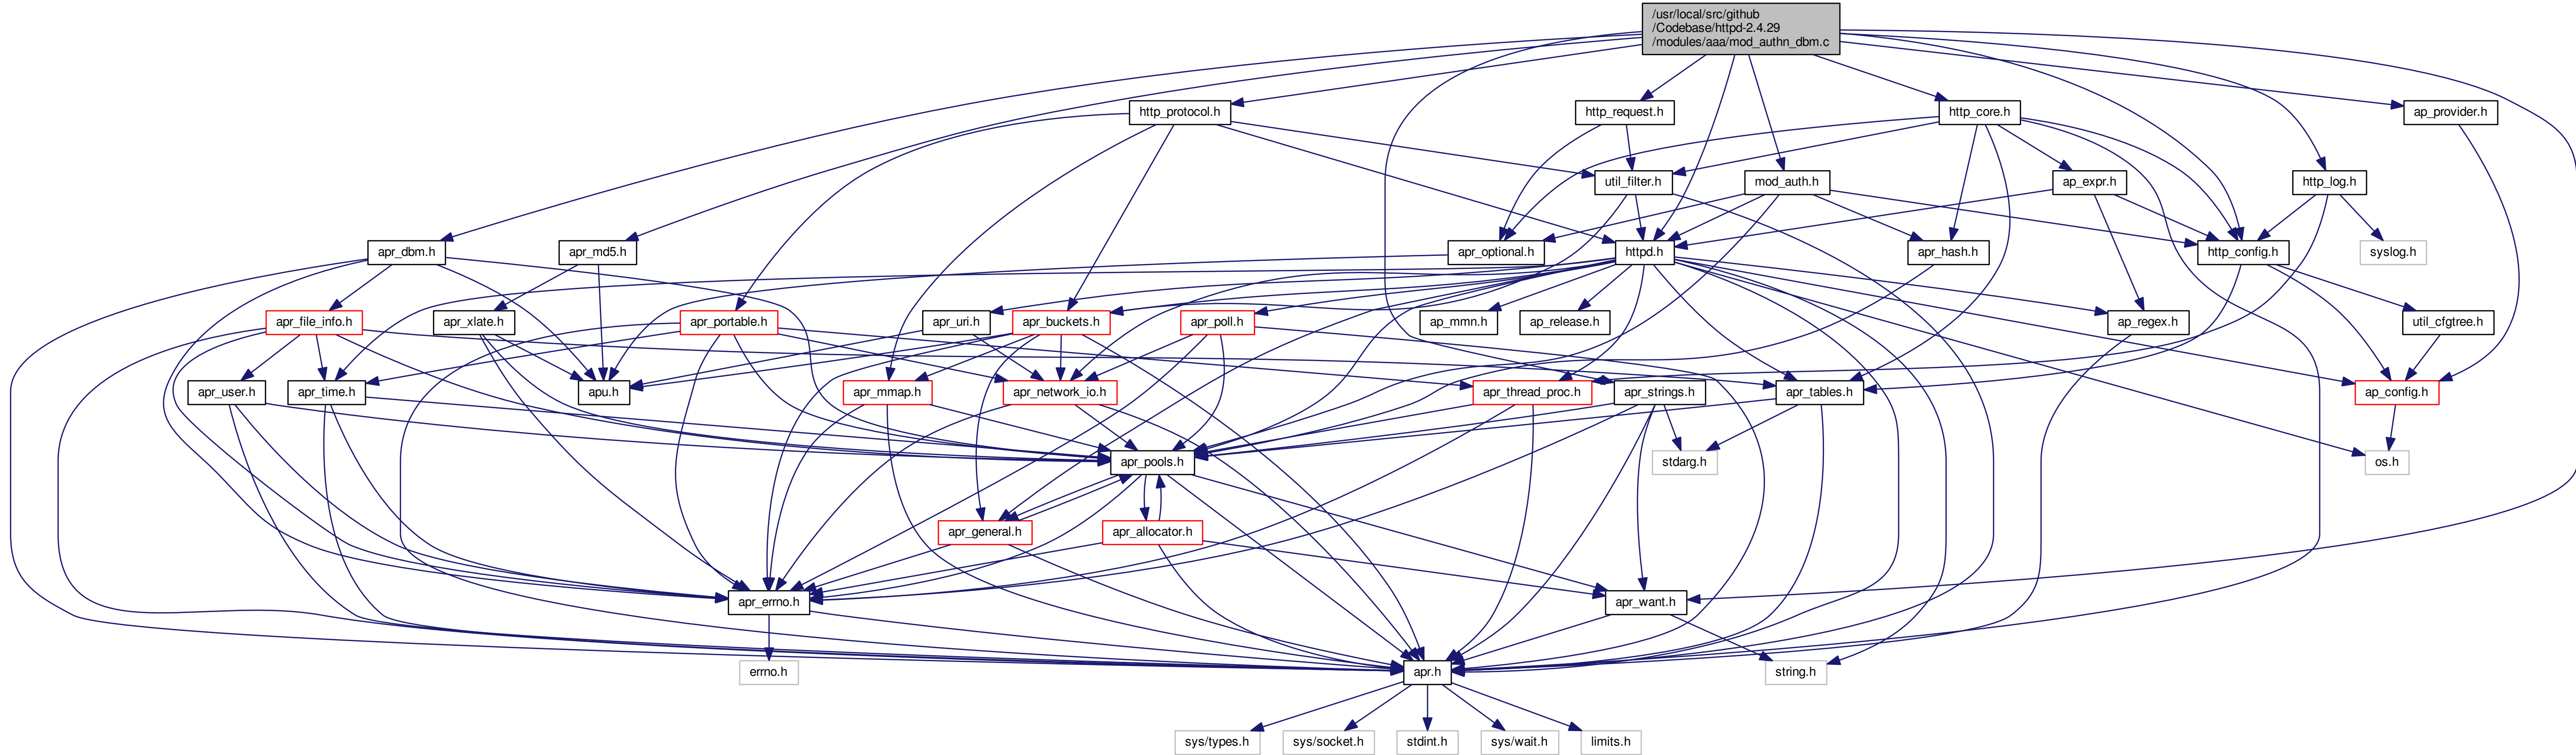 /usr/local/src/github
/Codebase/httpd-2.4.29
/modules/aaa/mod_authn_dbm.c
http_protocol.h
http_request.h
http_core.h
ap_provider.h
util_filter.h
mod_auth.h
ap_expr.h
http_log.h
apr_dbm.h
apr_md5.h
apr_optional.h
httpd.h
apr_hash.h
http_config.h
syslog.h
apr_file_info.h
apr_xlate.h
apr_portable.h
apr_uri.h
apr_buckets.h
apr_poll.h
ap_mmn.h
ap_release.h
ap_regex.h
util_cfgtree.h
apr_user.h
apr_time.h
apu.h
apr_mmap.h
apr_network_io.h
apr_thread_proc.h
apr_strings.h
apr_tables.h
ap_config.h
apr_pools.h
stdarg.h
os.h
apr_general.h
apr_allocator.h
apr_errno.h
apr_want.h
errno.h
apr.h
string.h
sys/types.h
sys/socket.h
stdint.h
sys/wait.h
limits.h